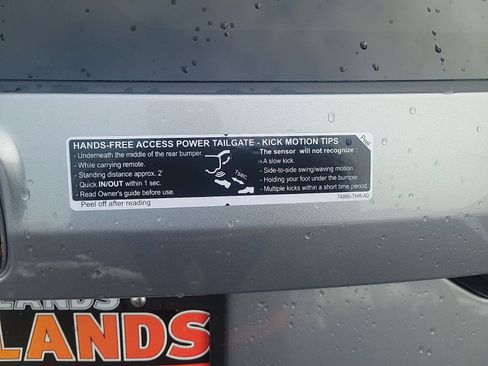 HANDS-FREE ACCESS POWER TAILGATE - KICK MOTION TIPS
Peel
- Underneath the middle of the rear bumper.
- While carrying remote.
- Standing distance approx. 2'
- Quick IN/OUT within 1 sec.
- Read Owner's guide before use.
1sec
The sensor will not recognize :
- A slow kick.
- Side-to-side swing/waving motion.
- Holding your foot under the bumper.
- Multiple kicks within a short time period.
Peel off after reading
74986-THR-A0
LANDS
LANDS